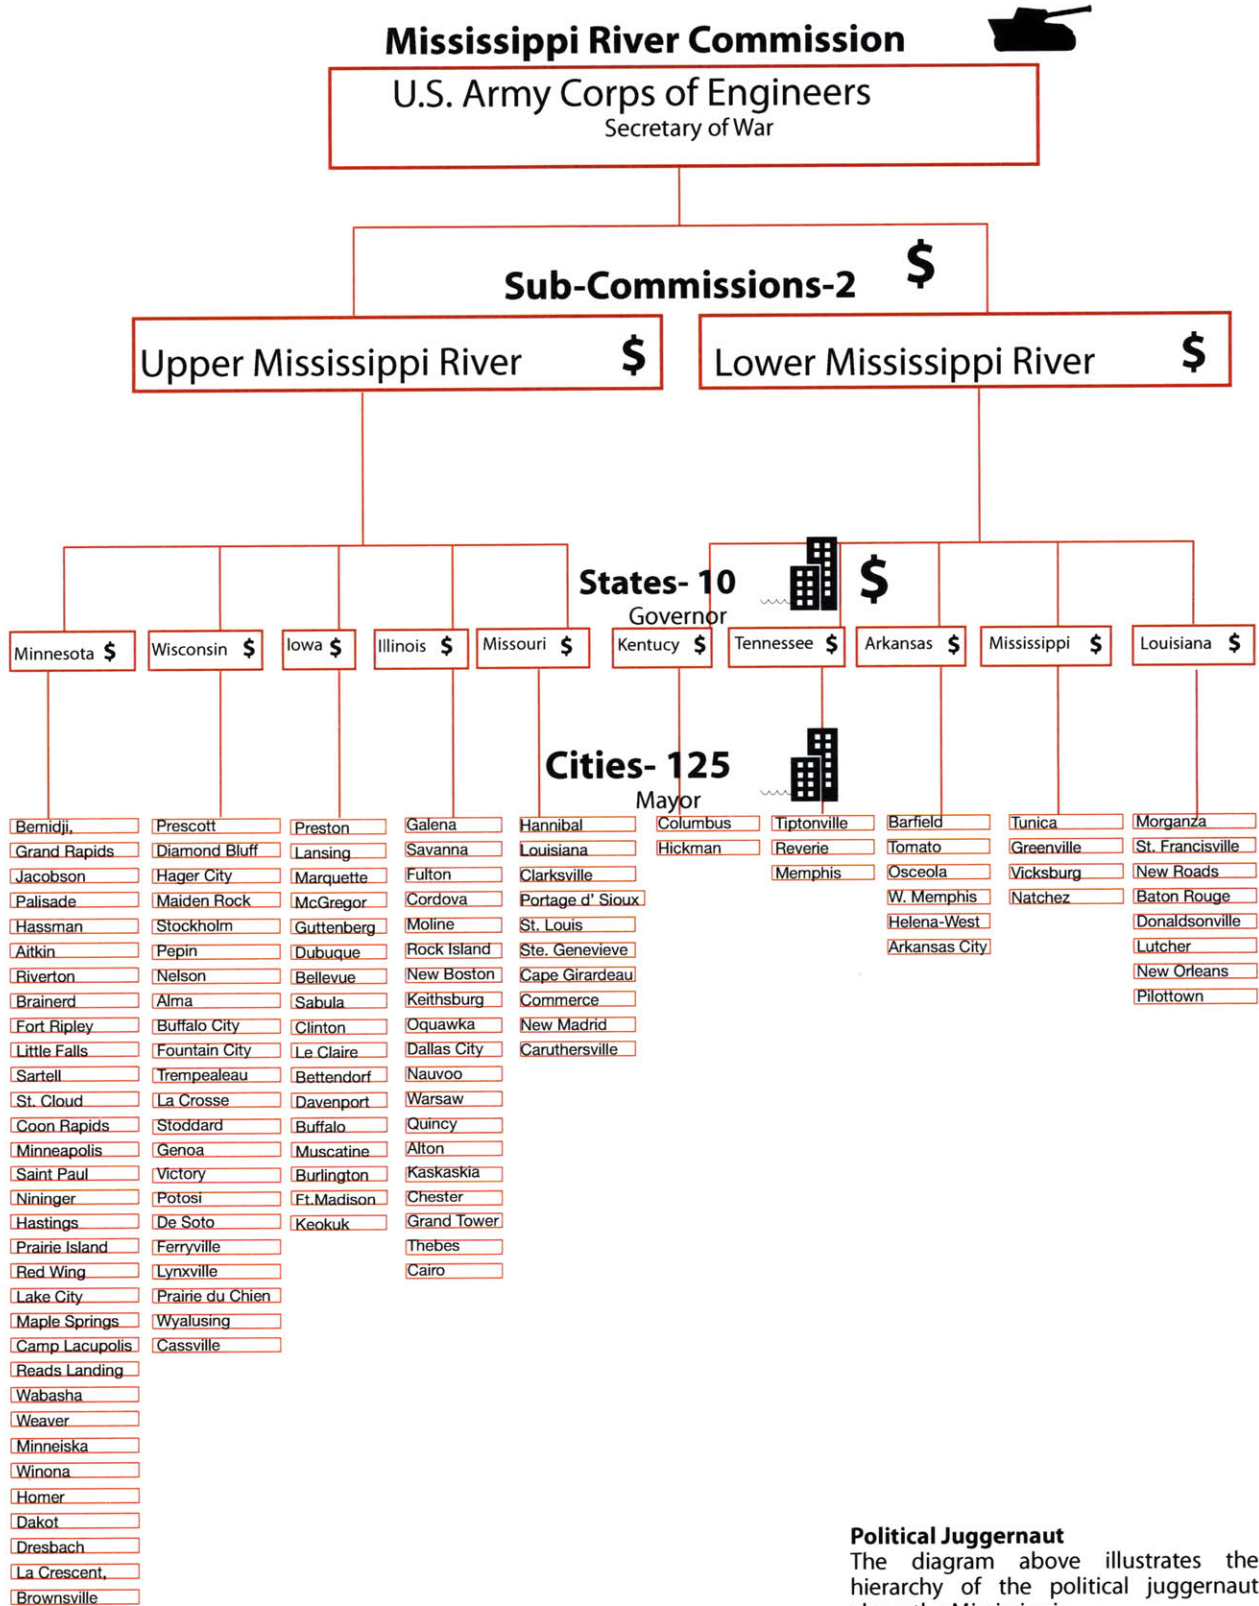 Mississippi River Commission
U.S. Army Corps of Engineers
Secretary of War
Sub-Commissions-2 $
Upper Mississippi River $
Lower Mississippi River $
States- 10 $
Governor
Minnesota $
Wisconsin $
Iowa $
Illinois $
Missouri $
Kentucy $
Tennessee $
Arkansas $
Mississippi $
Louisiana $
Cities- 125
Mayor
Bemidji,
Grand Rapids
Jacobson
Palisade
Hassman
Aitkin
Riverton
Brainerd
Fort Ripley
Little Falls
Sartell
St. Cloud
Coon Rapids
Minneapolis
Saint Paul
Nininger
Hastings
Prairie Island
Red Wing
Lake City
Maple Springs
Camp Lacupolis
Reads Landing
Wabasha
Weaver
Minneiska
Winona
Homer
Dakot
Dresbach
La Crescent,
Brownsville
Prescott
Diamond Bluff
Hager City
Maiden Rock
Stockholm
Pepin
Nelson
Alma
Buffalo City
Fountain City
Trempealeau
La Crosse
Stoddard
Genoa
Victory
Potosi
De Soto
Ferryville
Lynxville
Prairie du Chien
Wyalusing
Cassville
Preston
Lansing
Marquette
McGregor
Guttenberg
Dubuque
Bellevue
Sabula
Clinton
Le Claire
Bettendorf
Davenport
Buffalo
Muscatine
Burlington
Ft.Madison
Keokuk
Galena
Savanna
Fulton
Cordova
Moline
Rock Island
New Boston
Keithsburg
Oquawka
Dallas City
Nauvoo
Warsaw
Quincy
Alton
Kaskaskia
Chester
Grand Tower
Thebes
Cairo
Hannibal
Louisiana
Clarksville
Portage d' Sioux
St. Louis
Ste. Genevieve
Cape Girardeau
Commerce
New Madrid
Caruthersville
Columbus
Hickman
Tiptonville
Reverie
Memphis
Barfield
Tomato
Osceola
W. Memphis
Helena-West
Arkansas City
Tunica
Greenville
Vicksburg
Natchez
Morganza
St. Francisville
New Roads
Baton Rouge
Donaldsonville
Lutcher
New Orleans
Pilottown
Political Juggernaut
The diagram above illustrates the
hierarchy of the political juggernaut